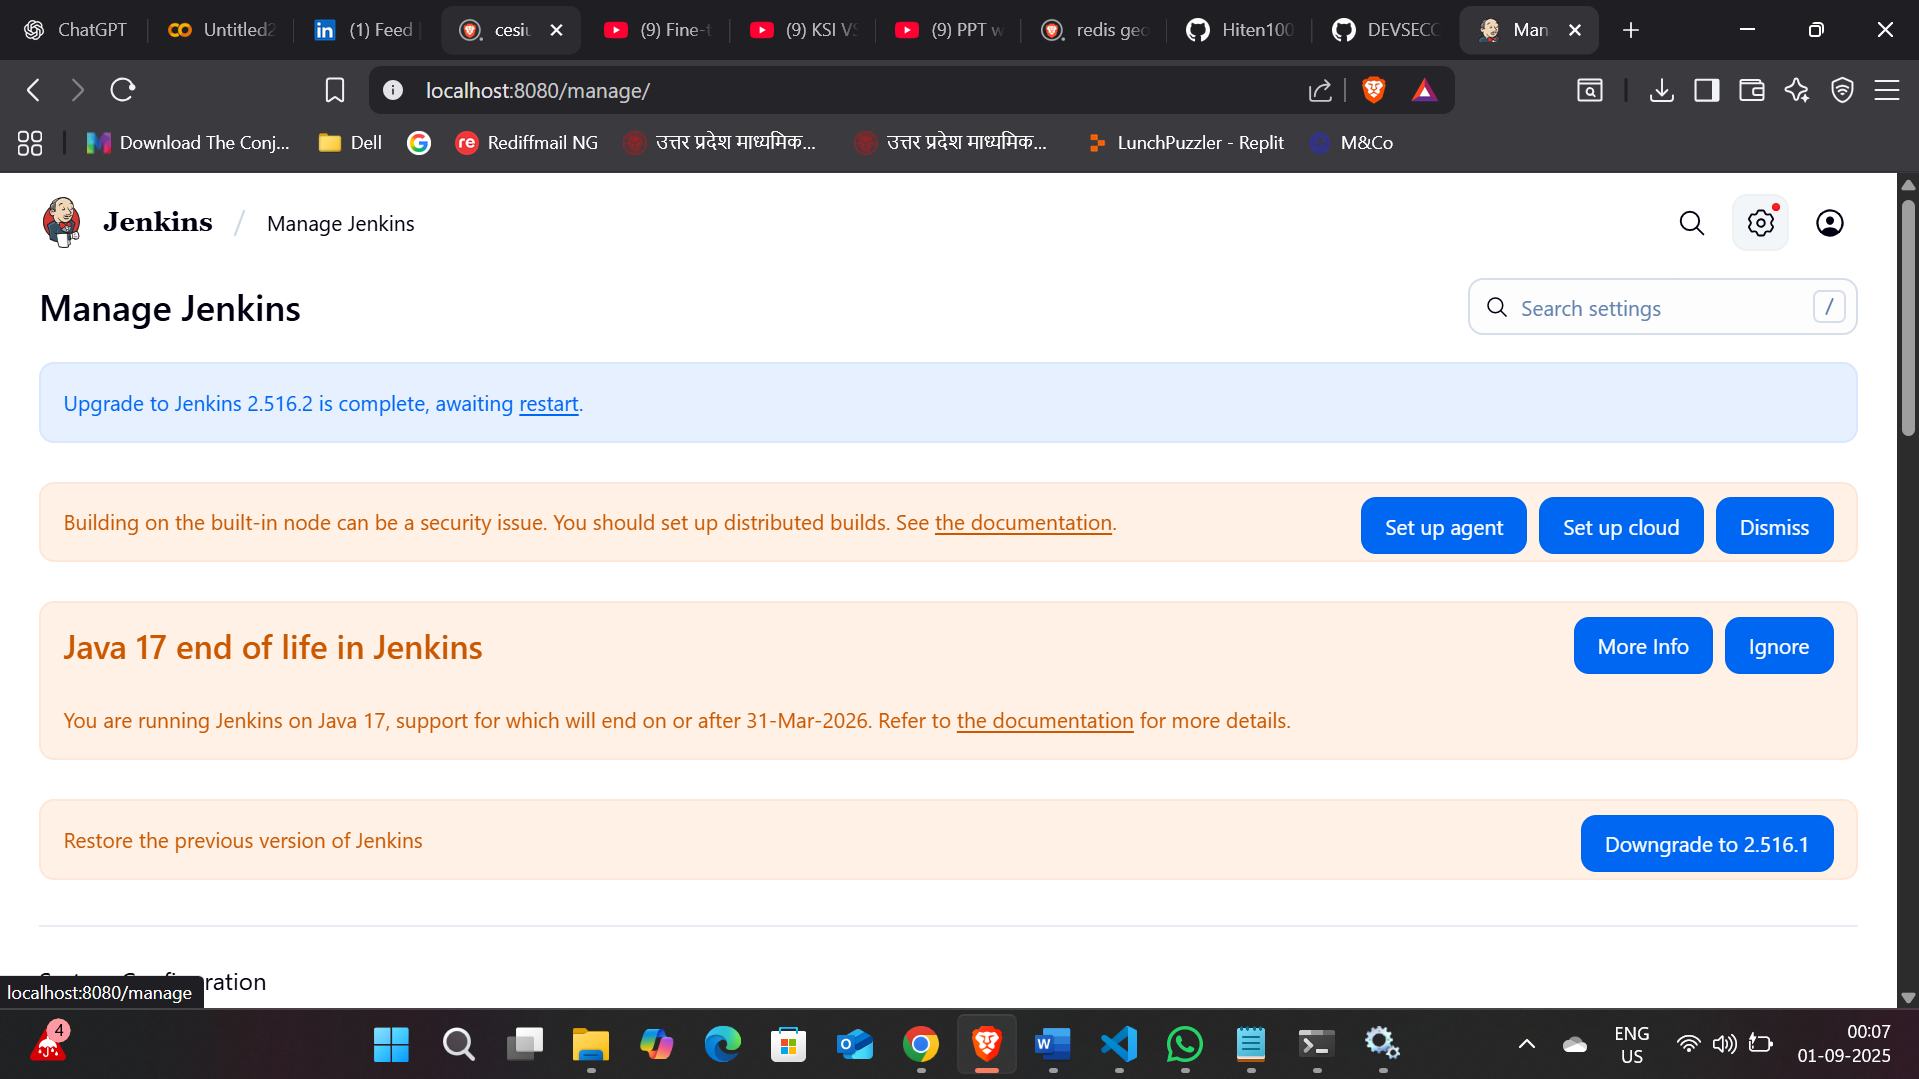 ChatGPT
Untitled2
(1) Feed
cesiu
(9) Fine-t
(9) KSI VS
(9) PPT w
redis geo
Hiten100
DEVSECC
Man
localhost:8080/manage/
Download The Conj...
Dell
Rediffmail NG
उत्तर प्रदेश माध्यमिक...
उत्तर प्रदेश माध्यमिक...
LunchPuzzler - Replit
M&Co
Jenkins / Manage Jenkins
Manage Jenkins
Search settings /
Upgrade to Jenkins 2.516.2 is complete, awaiting restart.
Building on the built-in node can be a security issue. You should set up distributed builds. See the documentation.
Set up agent
Set up cloud
Dismiss
Java 17 end of life in Jenkins
More Info
Ignore
You are running Jenkins on Java 17, support for which will end on or after 31-Mar-2026. Refer to the documentation for more details.
Restore the previous version of Jenkins
Downgrade to 2.516.1
localhost:8080/manage
4
ENG
US
00:07
01-09-2025